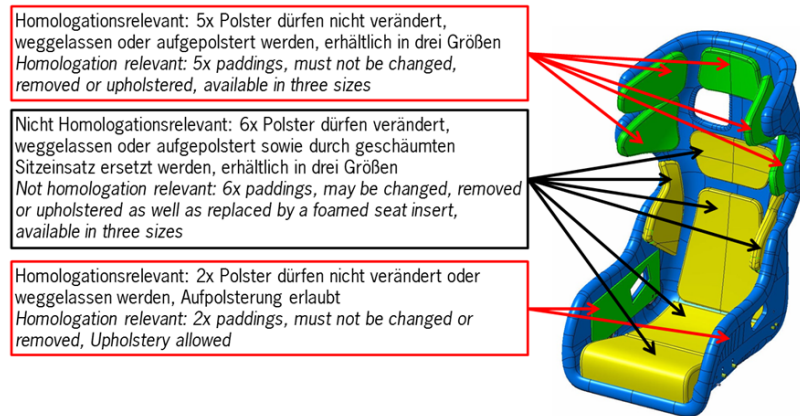 Homologationsrelevant: 5x Polster dürfen nicht verändert,
weggelassen oder aufgepolstert werden, erhältlich in drei Größen
Homologation relevant: 5x paddings, must not be changed,
removed or upholstered, available in three sizes
Nicht Homologationsrelevant: 6x Polster dürfen verändert,
weggelassen oder aufgepolstert sowie durch geschäumten
Sitzeinsatz ersetzt werden, erhältlich in drei Größen
Not homologation relevant: 6x paddings, may be changed, removed
or upholstered as well as replaced by a foamed seat insert,
available in three sizes
Homologationsrelevant: 2x Polster dürfen nicht verändert oder
weggelassen werden, Aufpolsterung erlaubt
Homologation relevant: 2x paddings, must not be changed or
removed, Upholstery allowed